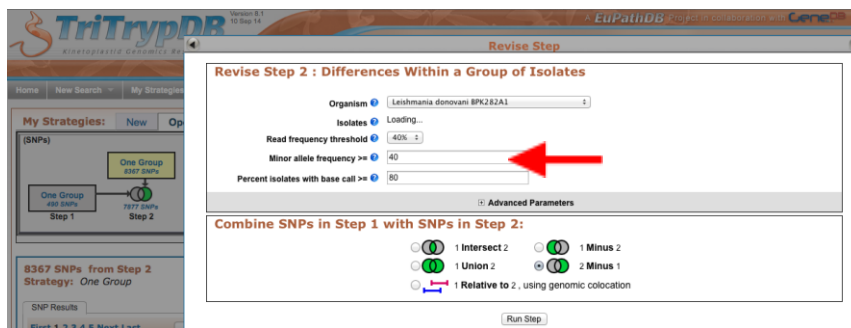 TriTrypDB
Version 8.1
10 Sep 14
A EuPathDB Project in collaboration with GeneDB
Kinetoplastid Genomics Re
Revise Step
Home New Search My Strategies
Revise Step 2 : Differences Within a Group of Isolates
Organism Leishmania donovani BPK282A1
Isolates Loading...
Read frequency threshold 40%
Minor allele frequency >= 40
Percent isolates with base call >= 80
Advanced Parameters
My Strategies: New Op
(SNPs)
One Group
8367 SNPs
One Group
490 SNPs
Step 1
7877 SNPs
Step 2
Combine SNPs in Step 1 with SNPs in Step 2:
1 Intersect 2
1 Minus 2
1 Union 2
2 Minus 1
1 Relative to 2 , using genomic colocation
8367 SNPs from Step 2
Strategy: One Group
SNP Results
First 1 2 3 4 5 Next Last
Run Step